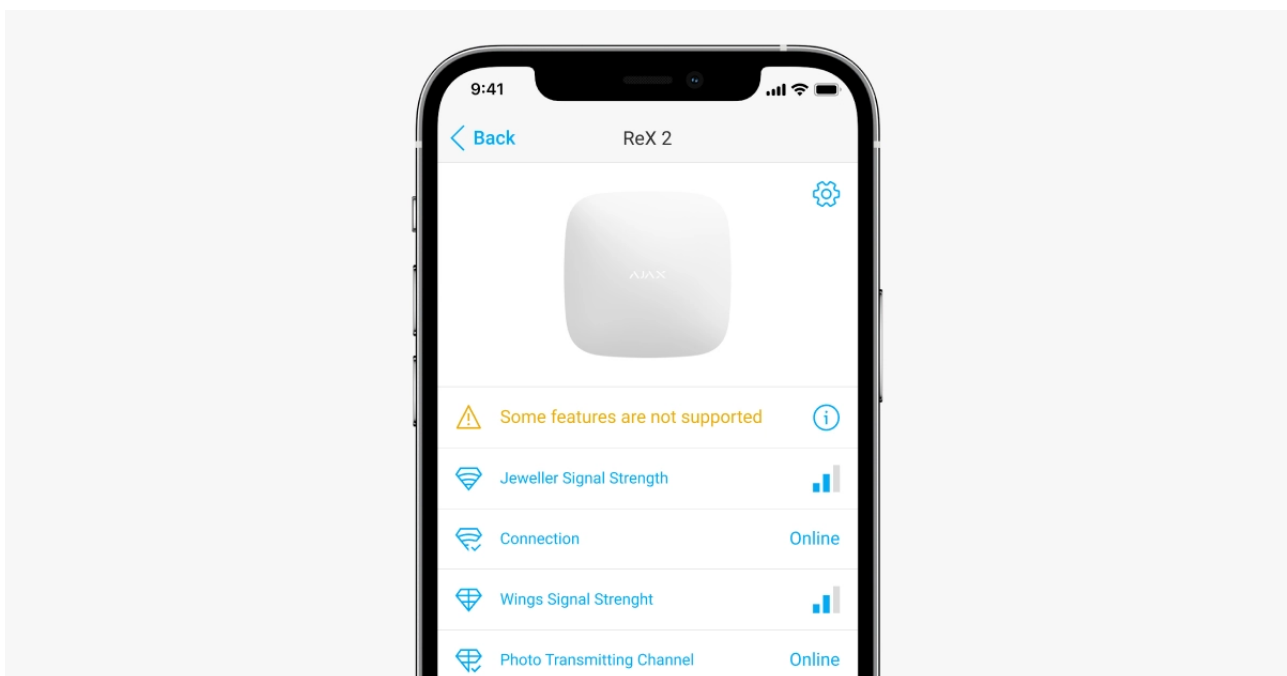 9:41
Back
ReX 2
AJAX
Some features are not supported
Jeweller Signal Strength
Connection Online
Wings Signal Strenght
Photo Transmitting Channel Online